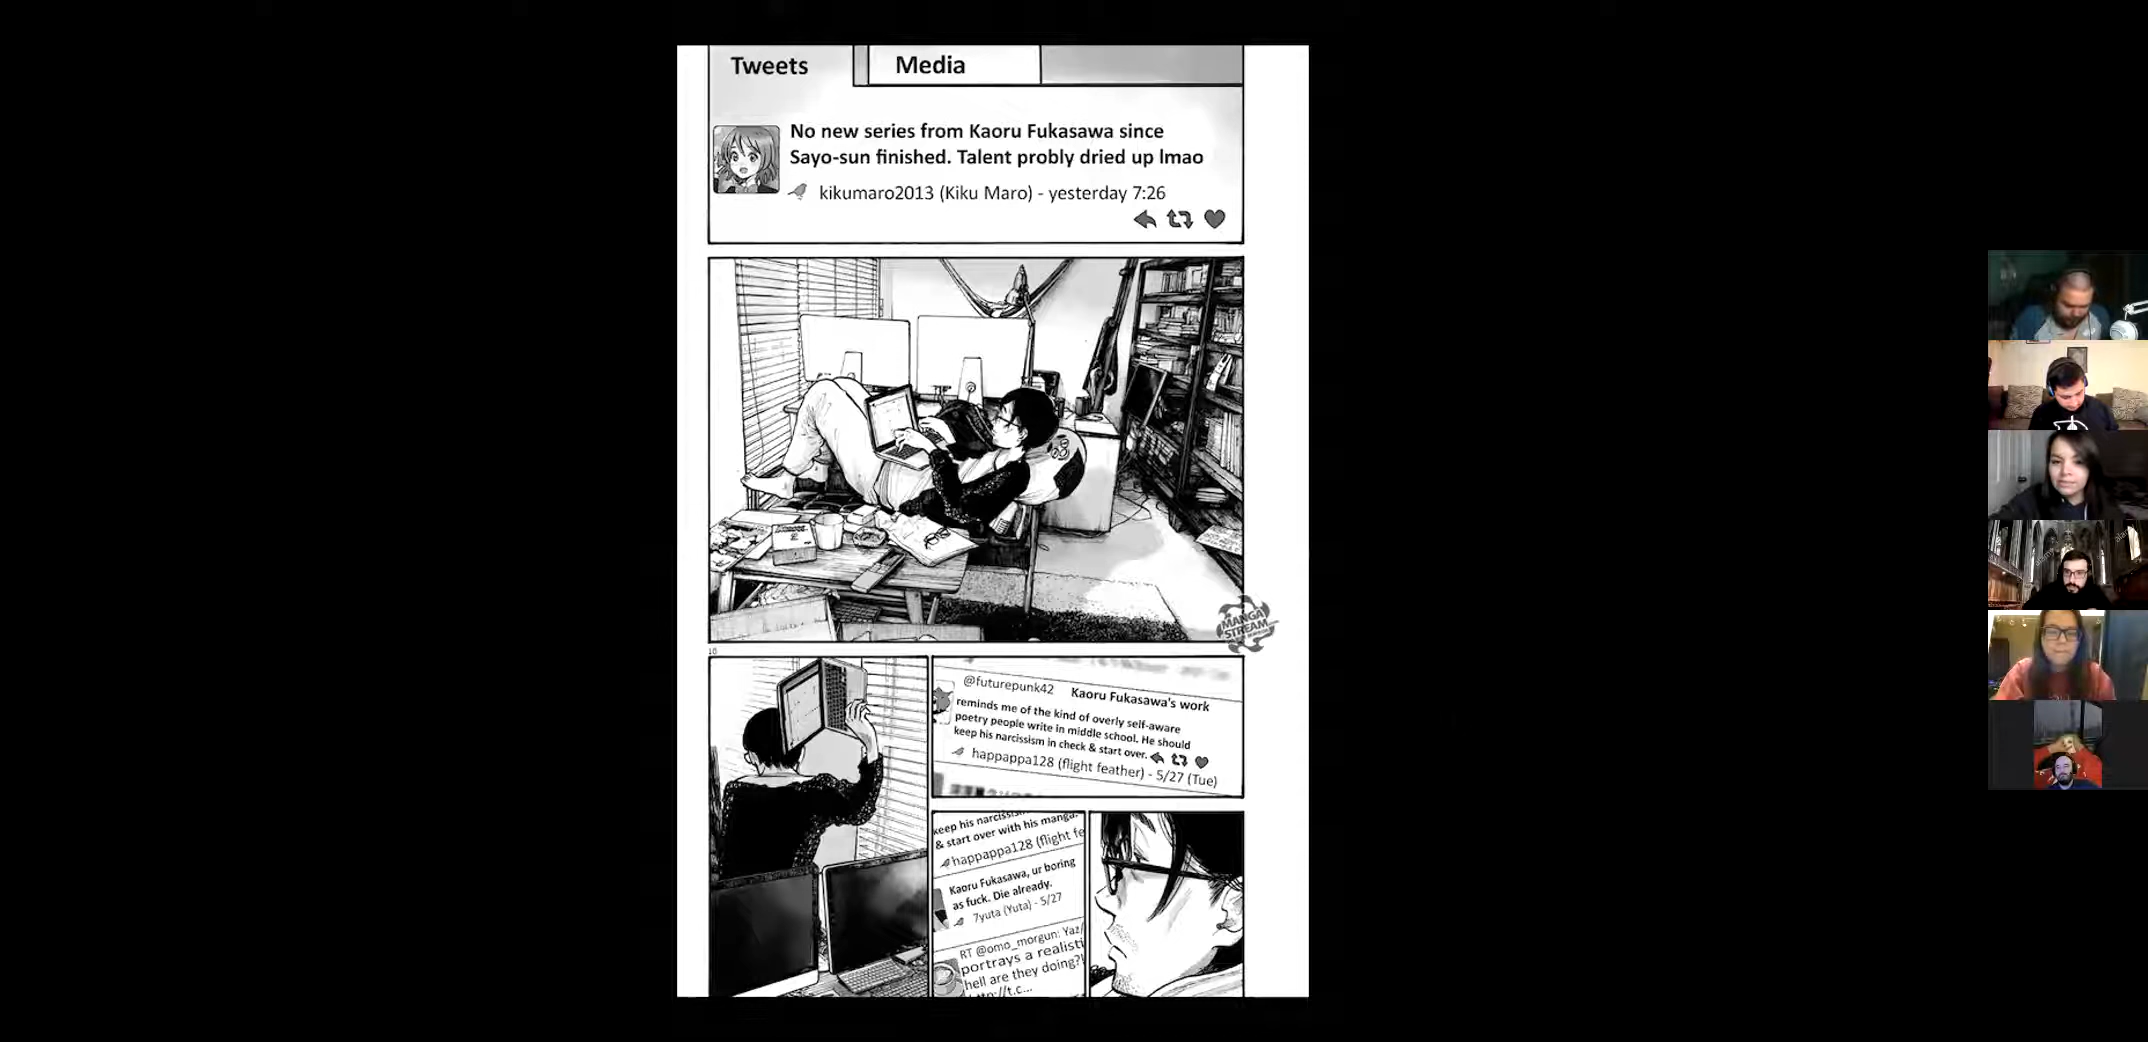 Tweets
Media
No new series from Kaoru Fukasawa since
Sayo-sun finished. Talent probly dried up lmao
kikumaro2013 (Kiku Maro) - yesterday 7:26
MANGA
STREAM
10
@futurepunk42 Kaoru Fukasawa's work
reminds me of the kind of overly self-aware
poetry people write in middle school. He should
keep his narcissism in check & start over.
happappa128 (flight feather) - 5/27 (Tue)
keep his narcissism
& start over with his manga.
happappa128 (flight fe
Kaoru Fukasawa, ur boring
as fuck. Die already.
7yuta (Yuta) - 5/27
RT @omo_morgun: Yaz/
portrays a realisti
hell are they doing?!
http://t.c...